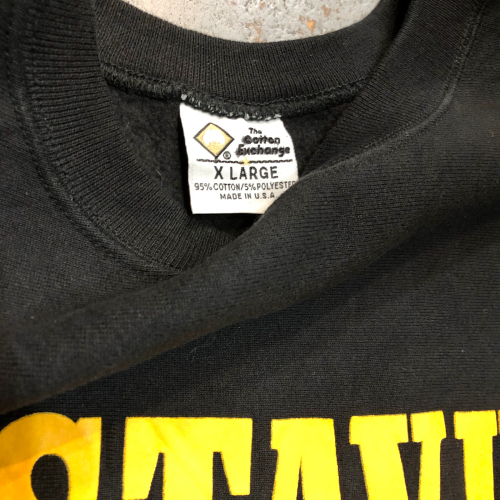 The
Cotton
Exchange
®
X LARGE
95% COTTON/5% POLYESTER
MADE IN U.S.A.